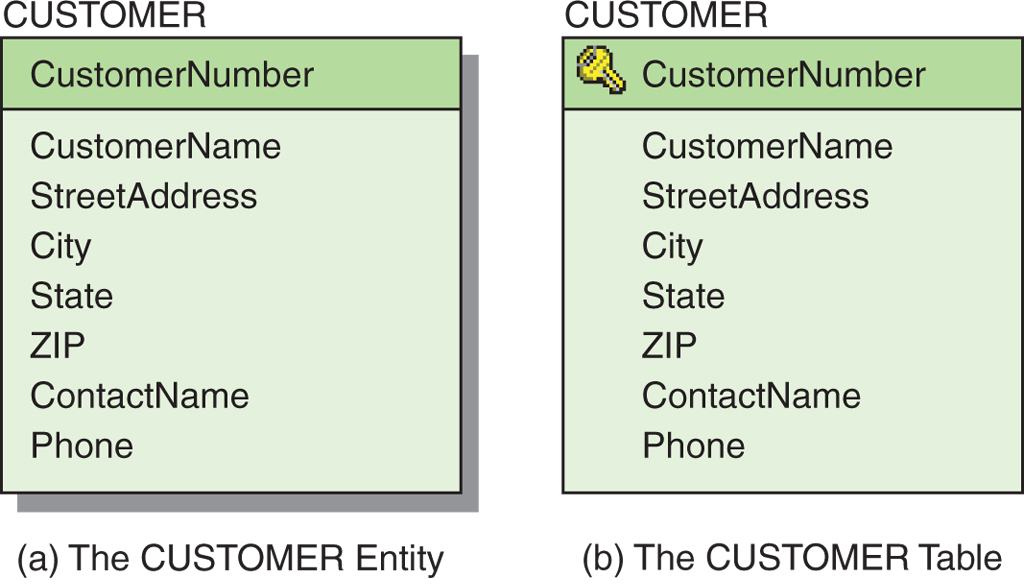 CUSTOMER
CustomerNumber
CustomerName
StreetAddress
City
State
ZIP
ContactName
Phone
(a) The CUSTOMER Entity
CUSTOMER
CustomerNumber
CustomerName
StreetAddress
City
State
ZIP
ContactName
Phone
(b) The CUSTOMER Table